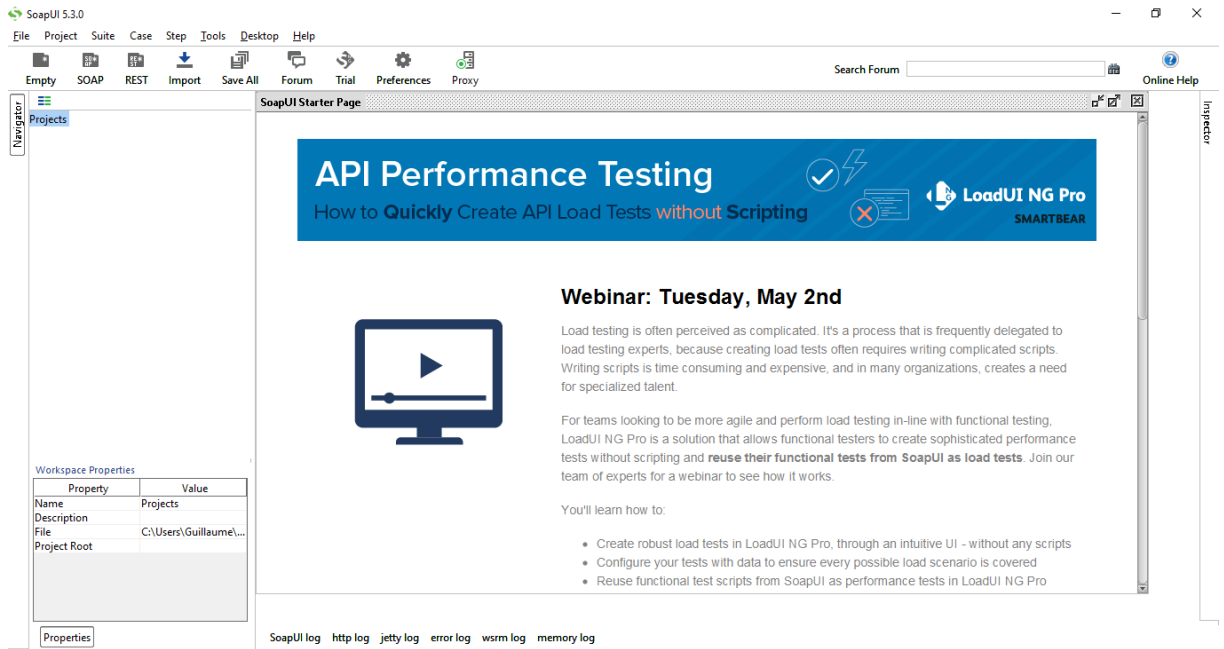 SoapUI 5.3.0
File Project Suite Case Step Tools Desktop Help
Empty SOAP REST Import Save All Forum Trial Preferences Proxy Search Forum Online Help
Navigator
Projects
SoapUI Starter Page
Inspector
API Performance Testing
How to Quickly Create API Load Tests without Scripting
LoadUI NG Pro
SMARTBEAR
Webinar: Tuesday, May 2nd
Load testing is often perceived as complicated. It's a process that is frequently delegated to
load testing experts, because creating load tests often requires writing complicated scripts.
Writing scripts is time consuming and expensive, and in many organizations, creates a need
for specialized talent.
For teams looking to be more agile and perform load testing in-line with functional testing,
LoadUI NG Pro is a solution that allows functional testers to create sophisticated performance
tests without scripting and reuse their functional tests from SoapUI as load tests. Join our
team of experts for a webinar to see how it works.
You'll learn how to:
• Create robust load tests in LoadUI NG Pro, through an intuitive UI - without any scripts
• Configure your tests with data to ensure every possible load scenario is covered
• Reuse functional test scripts from SoapUI as performance tests in LoadUI NG Pro
Workspace Properties
Property Value
Name Projects
Description
File C:\Users\Guillaume\...
Project Root
Properties
SoapUI log http log jetty log error log wsrm log memory log